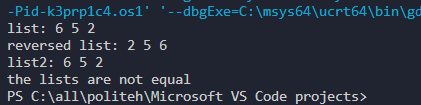 -Pid-k3prp1c4.os1' '--dbgExe=C:\msys64\ucrt64\bin\gd
list: 6 5 2
reversed list: 2 5 6
list2: 6 5 2
the lists are not equal
PS C:\all\politeh\Microsoft VS Code projects>